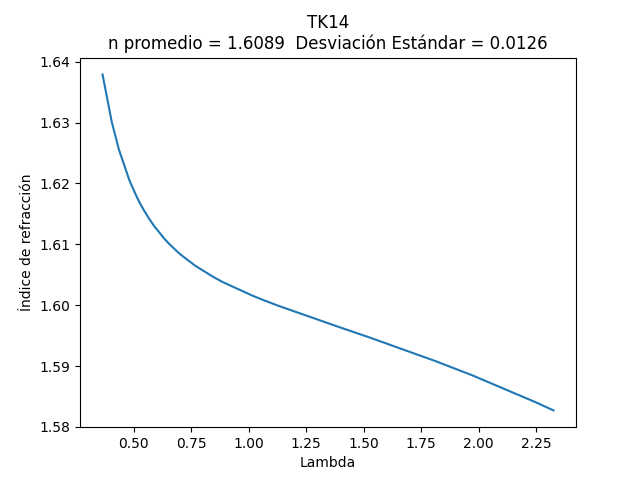 TK14
n promedio = 1.6089  Desviación Estándar = 0.0126
1.64
1.63
1.62
1.61
1.60
1.59
1.58
Índice de refracción
0.50 0.75 1.00 1.25 1.50 1.75 2.00 2.25
Lambda